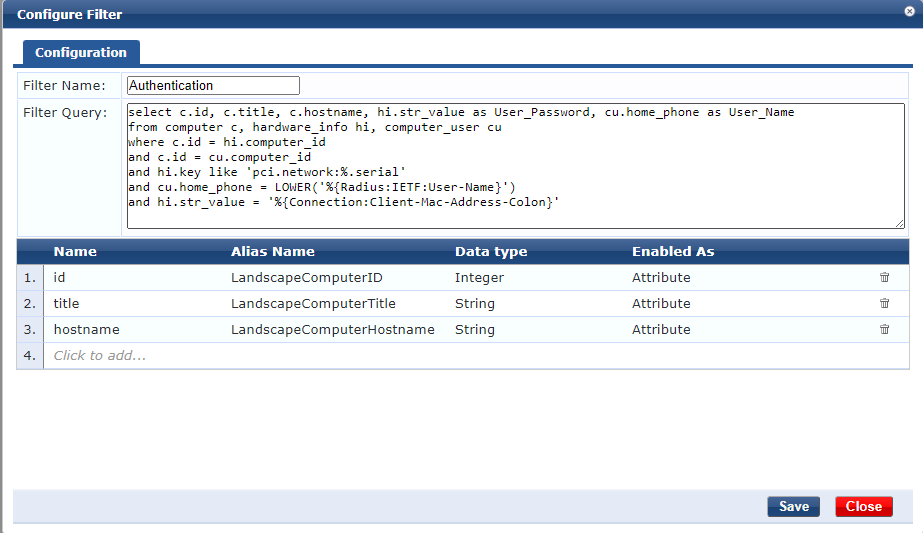 Configure Filter
Configuration
Filter Name: Authentication
Filter Query: select c.id, c.title, c.hostname, hi.str_value as User_Password, cu.home_phone as User_Name
from computer c, hardware_info hi, computer_user cu
where c.id = hi.computer_id
and c.id = cu.computer_id
and hi.key like 'pci.network:%.serial'
and cu.home_phone = LOWER('%{Radius:IETF:User-Name}')
and hi.str_value = '%{Connection:Client-Mac-Address-Colon}'
Name Alias Name Data type Enabled As
1. id LandscapeComputerID Integer Attribute
2. title LandscapeComputerTitle String Attribute
3. hostname LandscapeComputerHostname String Attribute
4. Click to add...
Save Close